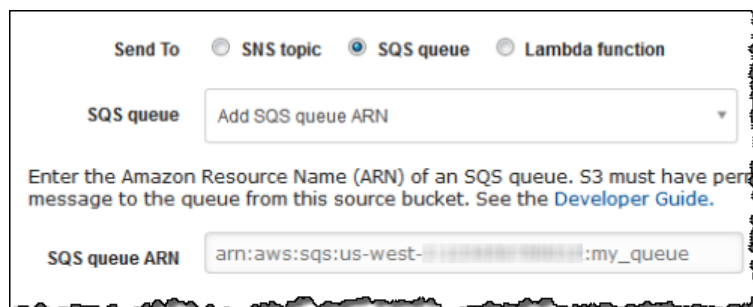 Send To SNS topic SQS queue Lambda function
SQS queue Add SQS queue ARN
Enter the Amazon Resource Name (ARN) of an SQS queue. S3 must have
message to the queue from this source bucket. See the Developer Guide.
SQS queue ARN arn:aws:sqs:us-west- :my_queue